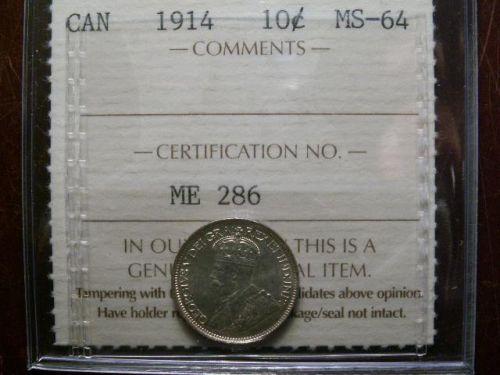 CAN 1914 10¢ MS-64
— COMMENTS —
— CERTIFICATION NO. —
ME 286
IN THIS IS A
ITEM.
Tampering with above opinion
Have holder /seal not intact.